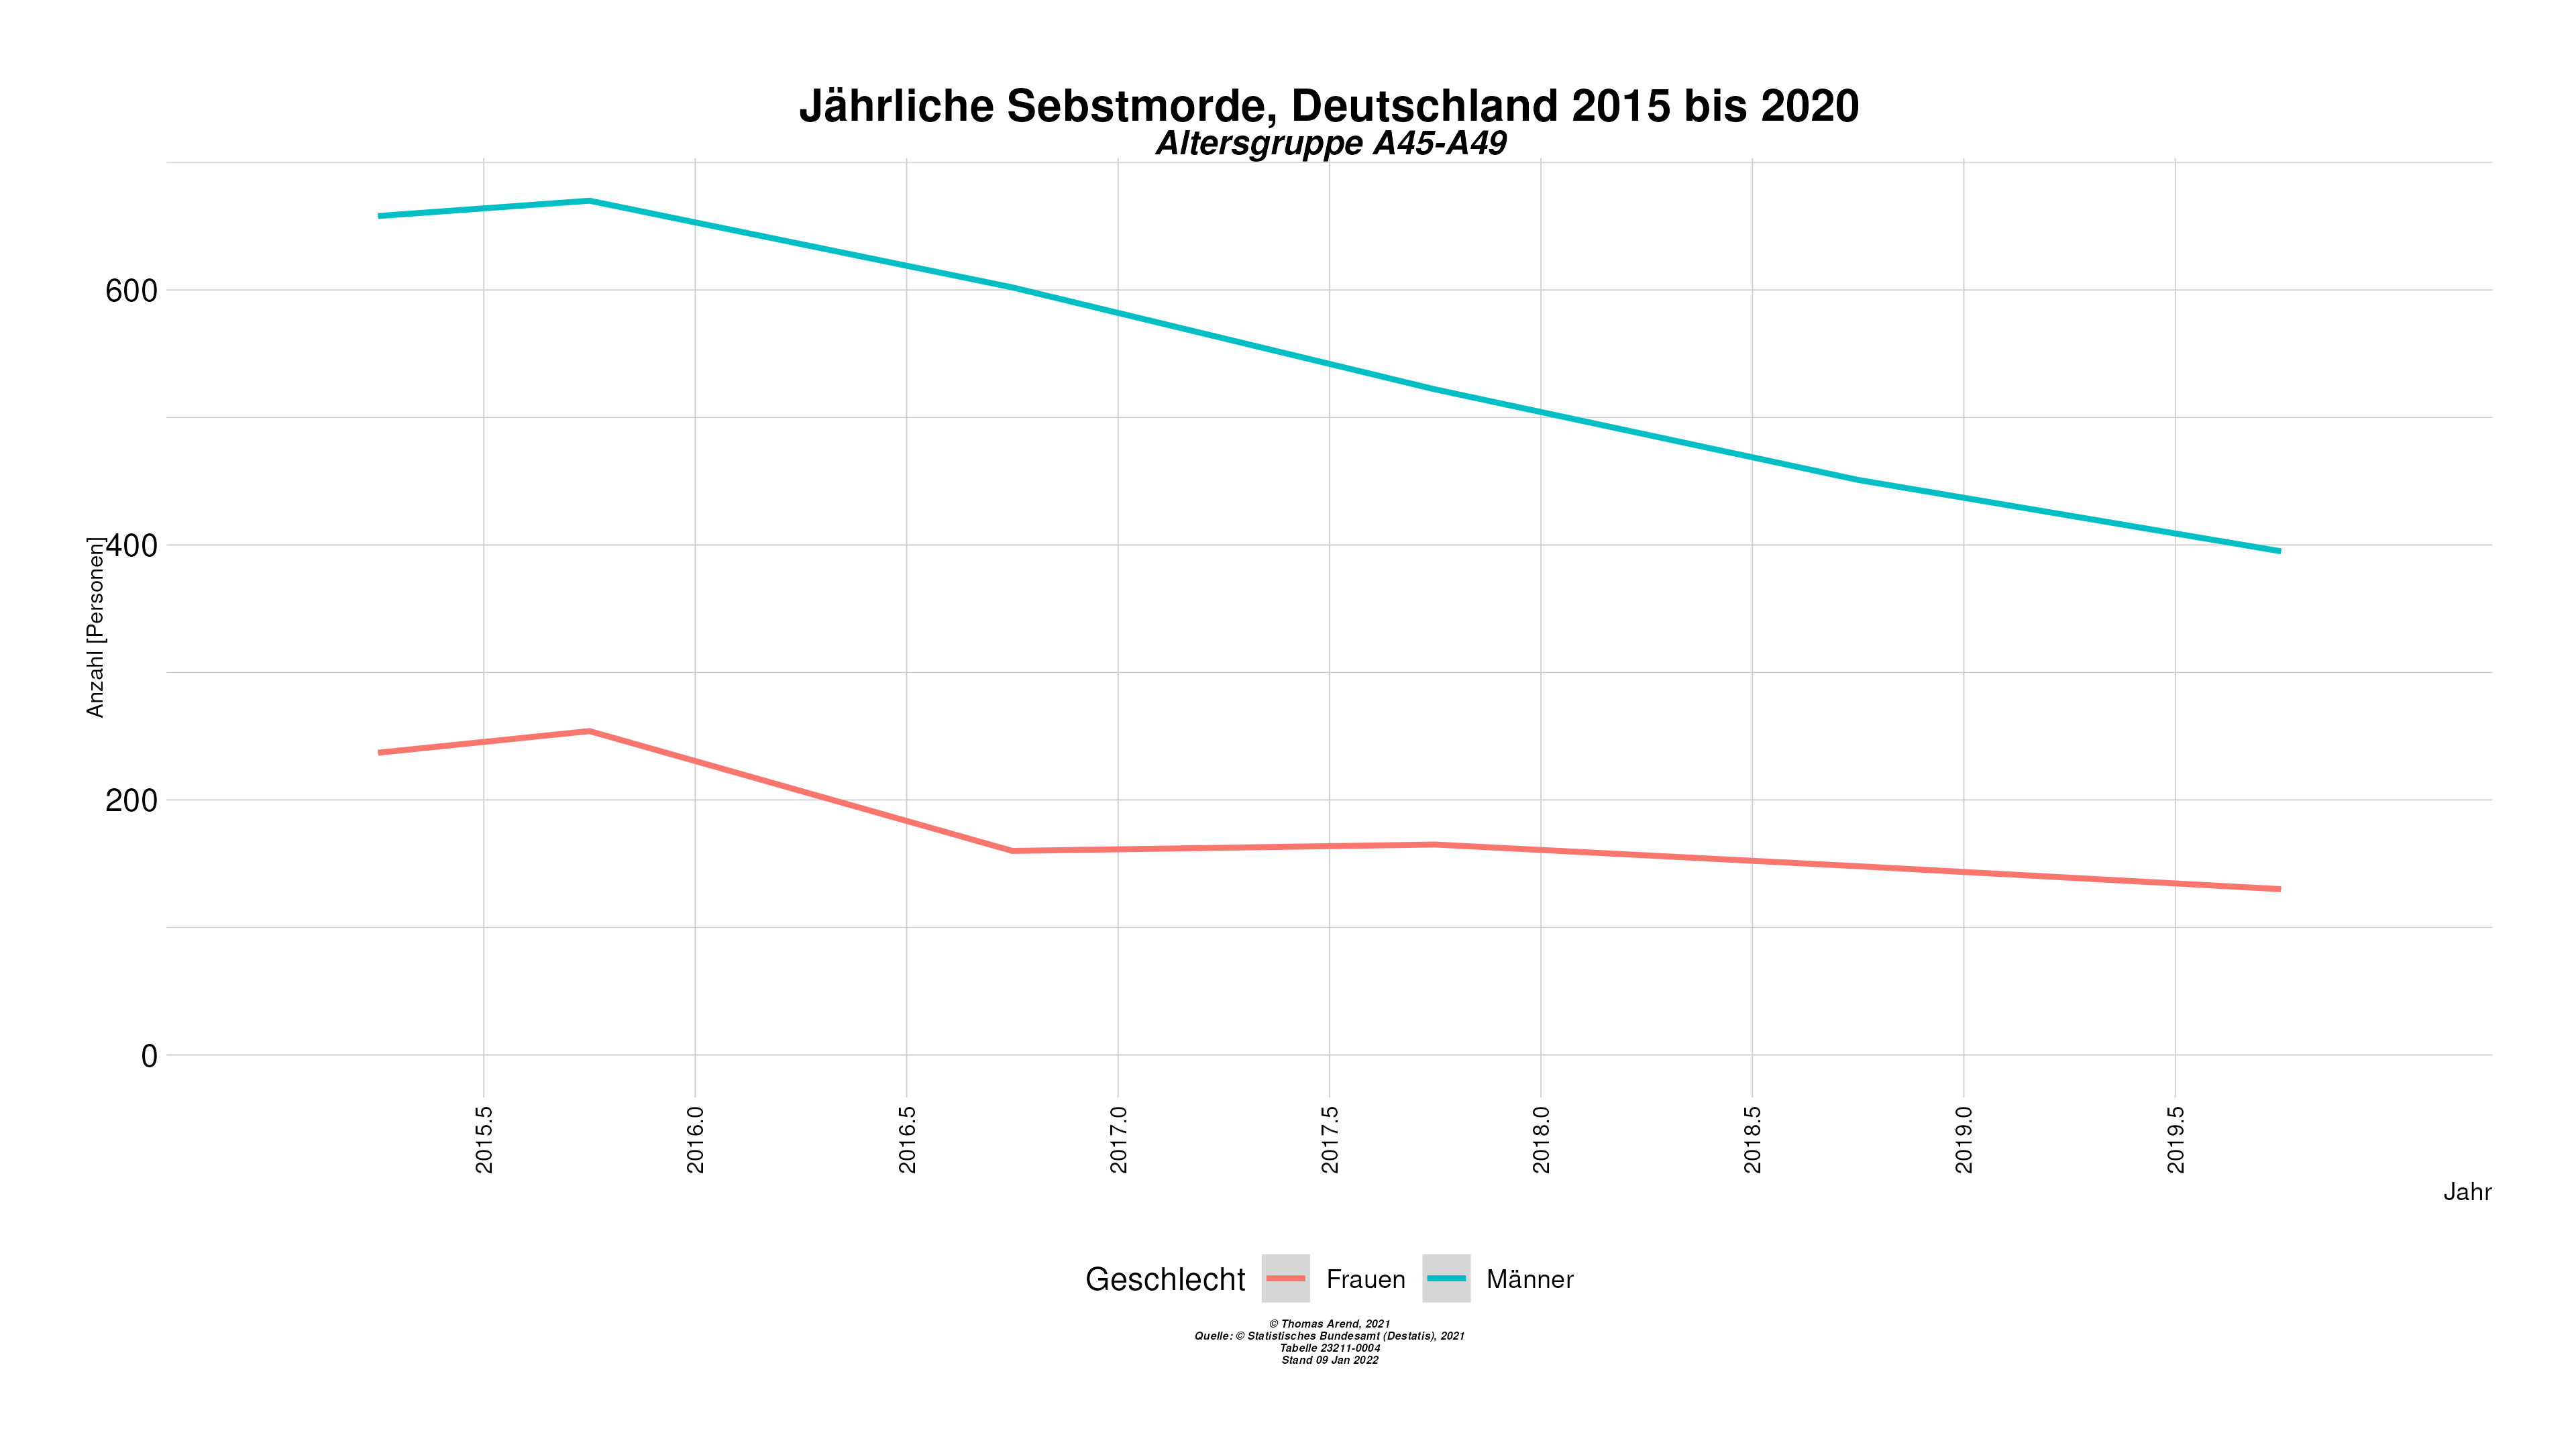 Jährliche Sebstmorde, Deutschland 2015 bis 2020
Altersgruppe A45-A49
Anzahl [Personen]
600
400
200
0
2015.5
2016.0
2016.5
2017.0
2017.5
2018.0
2018.5
2019.0
2019.5
Jahr
Geschlecht Frauen Männer
© Thomas Arend, 2021
Quelle: © Statistisches Bundesamt (Destatis), 2021
Tabelle 23211-0004
Stand 09 Jan 2022